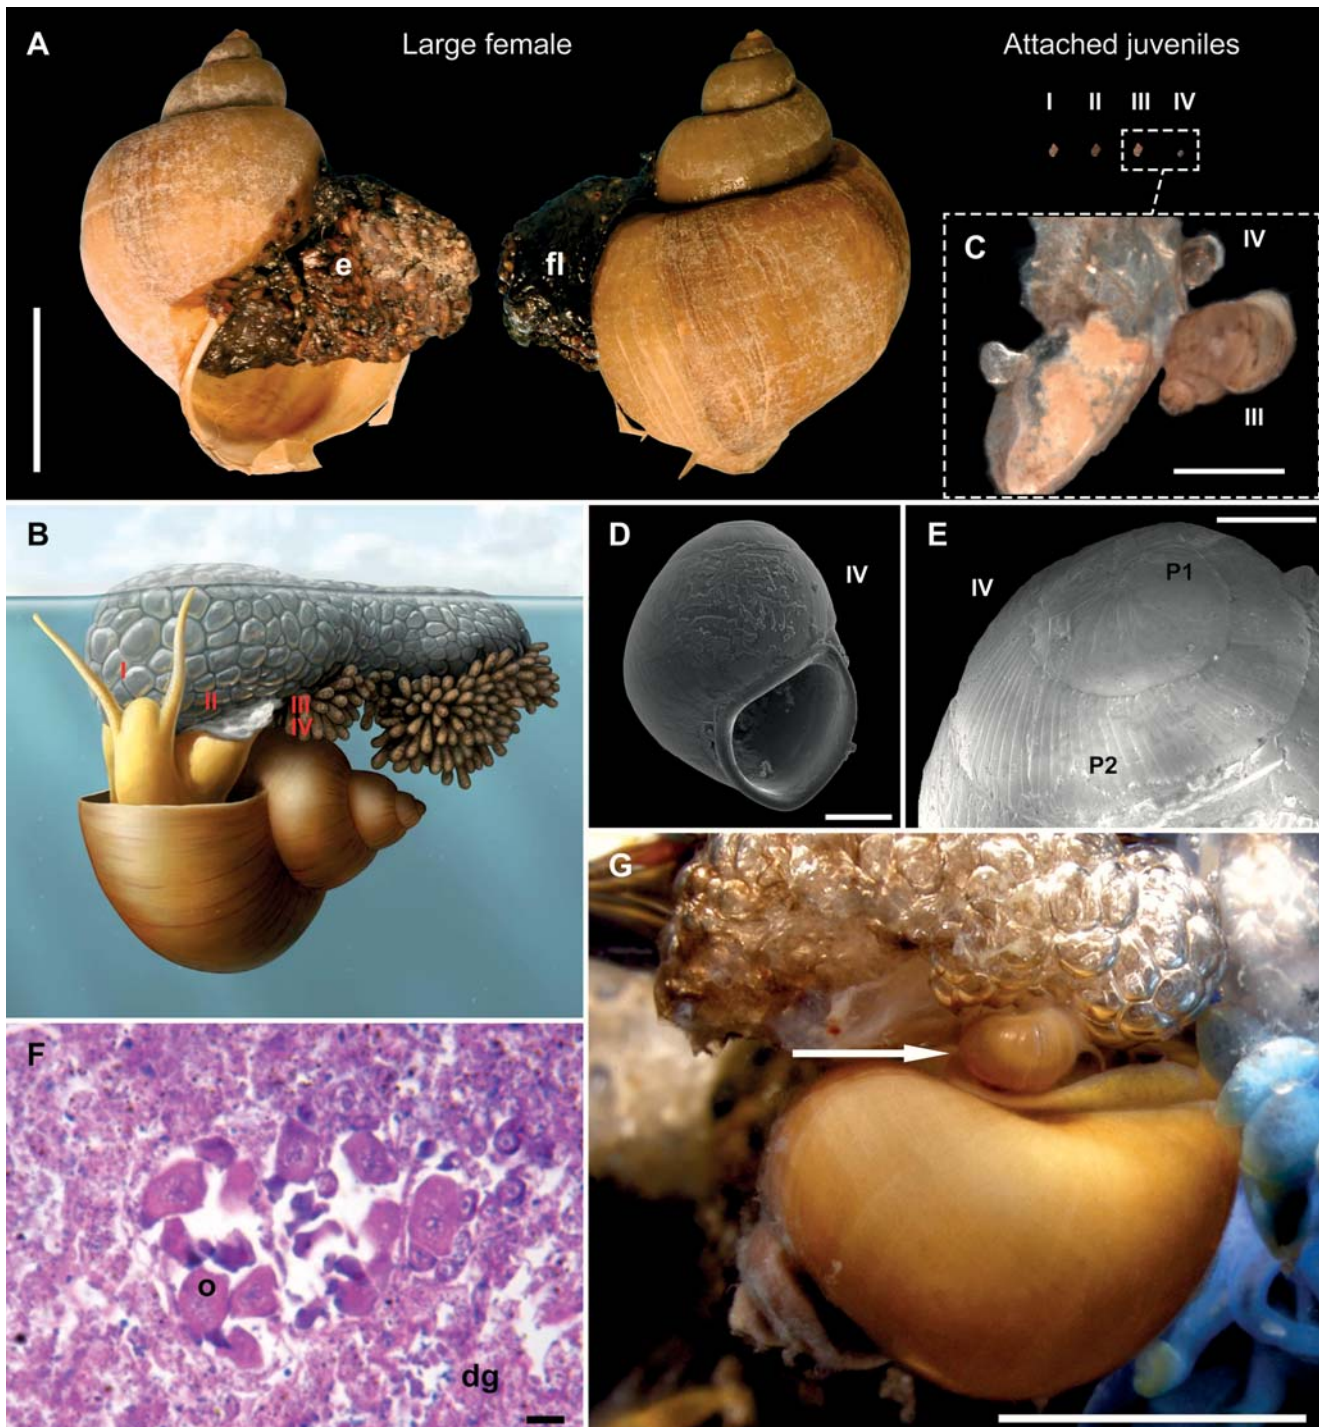 A
Large female
Attached juveniles
I II III IV
e
fl
C
IV
III
B
I
II
III
IV
D
IV
E
P1
IV
P2
F
o
dg
G